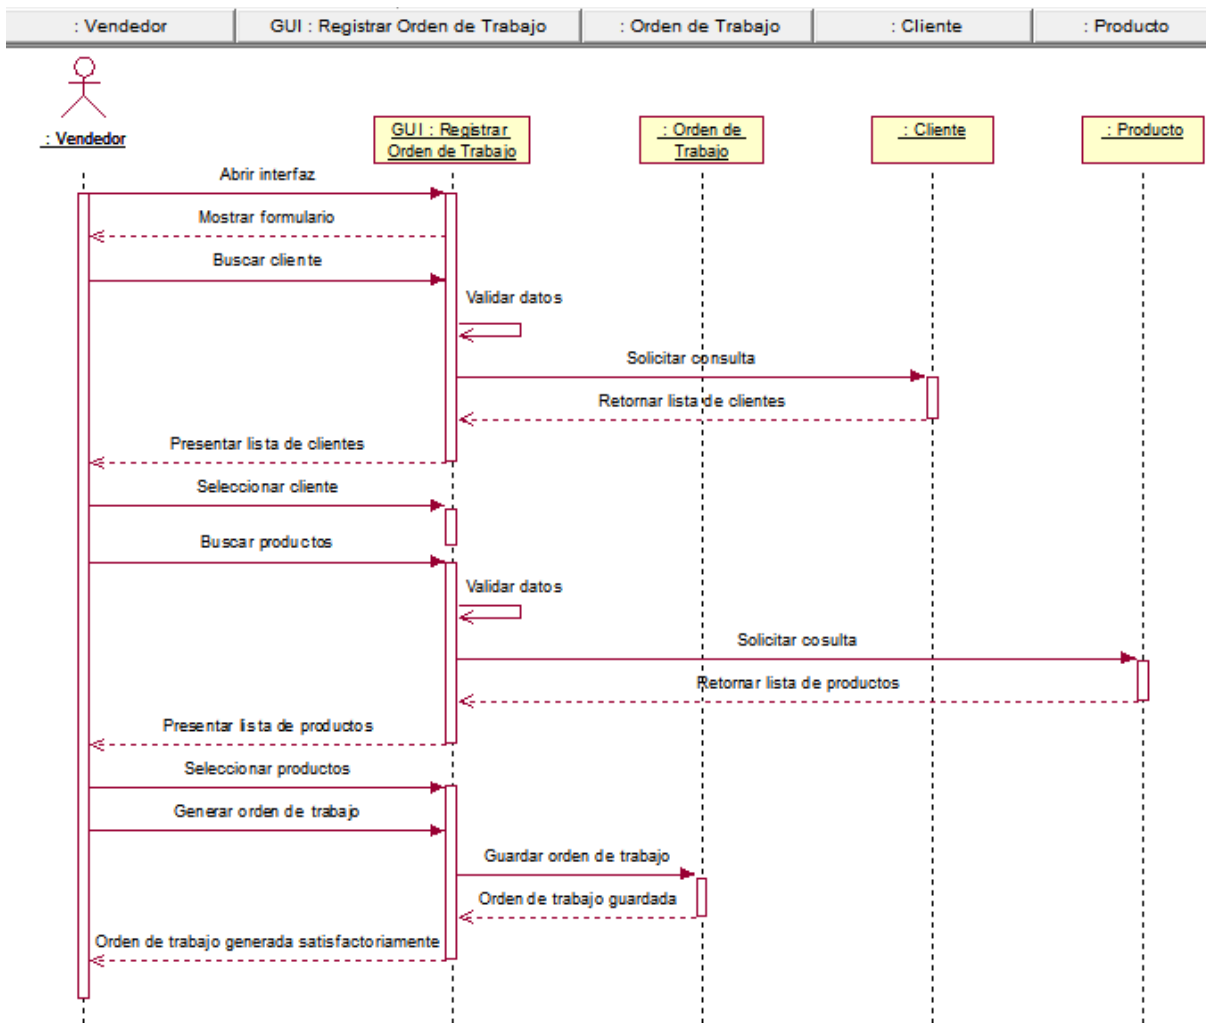 : Vendedor
GUI : Registrar Orden de Trabajo
: Orden de Trabajo
: Cliente
: Producto
: Vendedor
GUI : Registrar
Orden de Trabajo
: Orden de
Trabajo
: Cliente
: Producto
Abrir interfaz
Mostrar formulario
Buscar cliente
Validar datos
Solicitar consulta
Retornar lista de clientes
Presentar lista de clientes
Seleccionar cliente
Buscar productos
Validar datos
Solicitar cosulta
Retornar lista de productos
Presentar lista de productos
Seleccionar productos
Generar orden de trabajo
Guardar orden de trabajo
Orden de trabajo guardada
Orden de trabajo generada satisfactoriamente